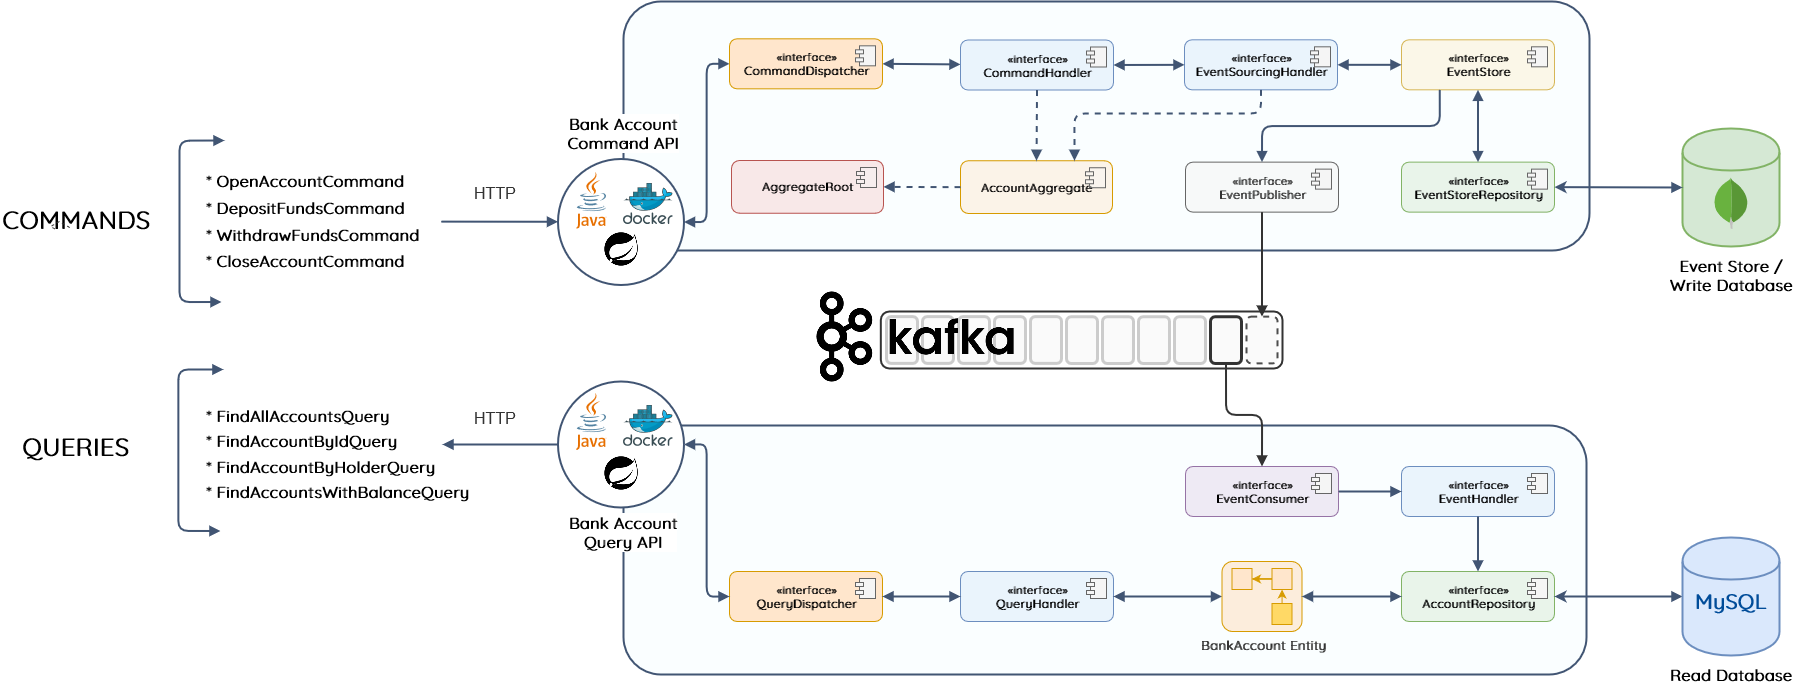 COMMANDS
* OpenAccountCommand
* DepositFundsCommand
* WithdrawFundsCommand
* CloseAccountCommand
HTTP
Bank Account
Command API
Java
docker
«interface»
CommandDispatcher
«interface»
CommandHandler
«interface»
EventSourcingHandler
«interface»
EventStore
AggregateRoot
AccountAggregate
«interface»
EventPublisher
«interface»
EventStoreRepository
Event Store /
Write Database
kafka
QUERIES
* FindAllAccountsQuery
* FindAccountByIdQuery
* FindAccountByHolderQuery
* FindAccountsWithBalanceQuery
HTTP
Java
docker
Bank Account
Query API
«interface»
EventConsumer
«interface»
EventHandler
«interface»
QueryDispatcher
«interface»
QueryHandler
BankAccount Entity
«interface»
AccountRepository
MySQL
Read Database